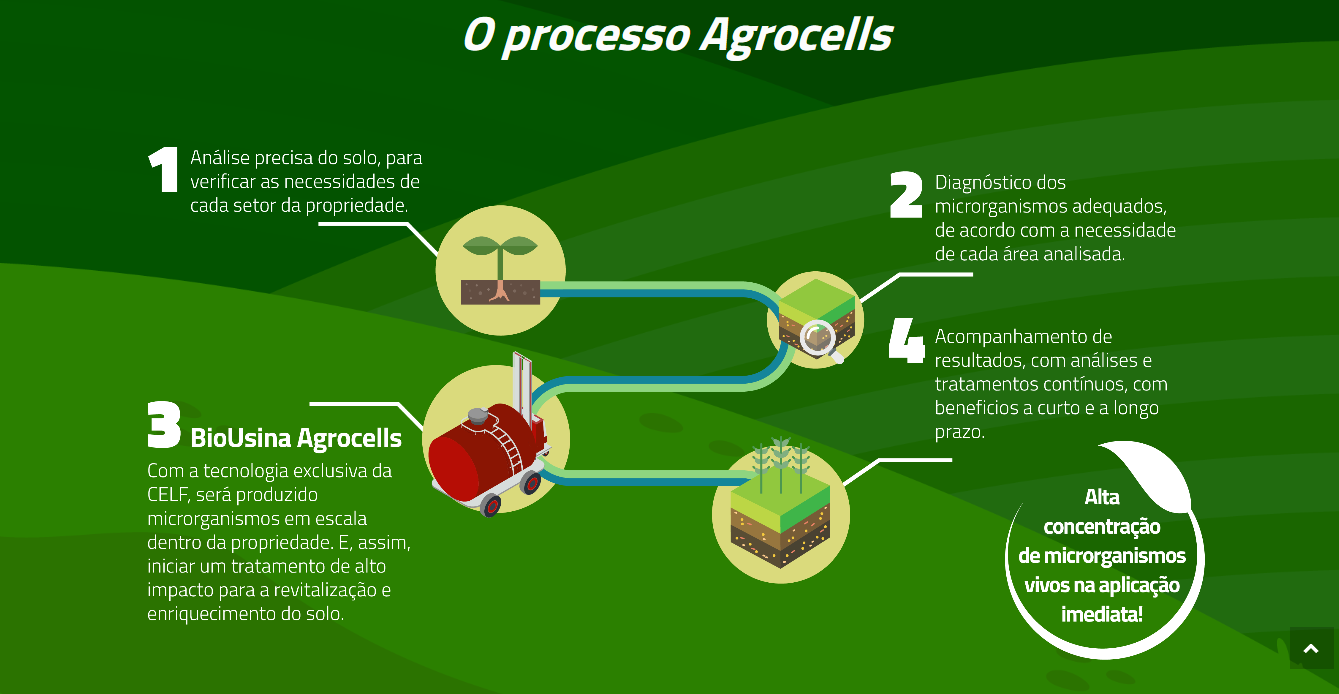 O processo Agrocells
1
Análise precisa do solo, para
verificar as necessidades de
cada setor da propriedade.
2
Diagnóstico dos
microrganismos adequados,
de acordo com a necessidade
de cada área analisada.
3
BioUsina Agrocells
Com a tecnologia exclusiva da
CELF, será produzido
microrganismos em escala
dentro da propriedade. E, assim,
iniciar um tratamento de alto
impacto para a revitalização e
enriquecimento do solo.
4
Acompanhamento de
resultados, com análises e
tratamentos contínuos, com
beneficios a curto e a longo
prazo.
Alta
concentração
de microrganismos
vivos na aplicação
imediata!